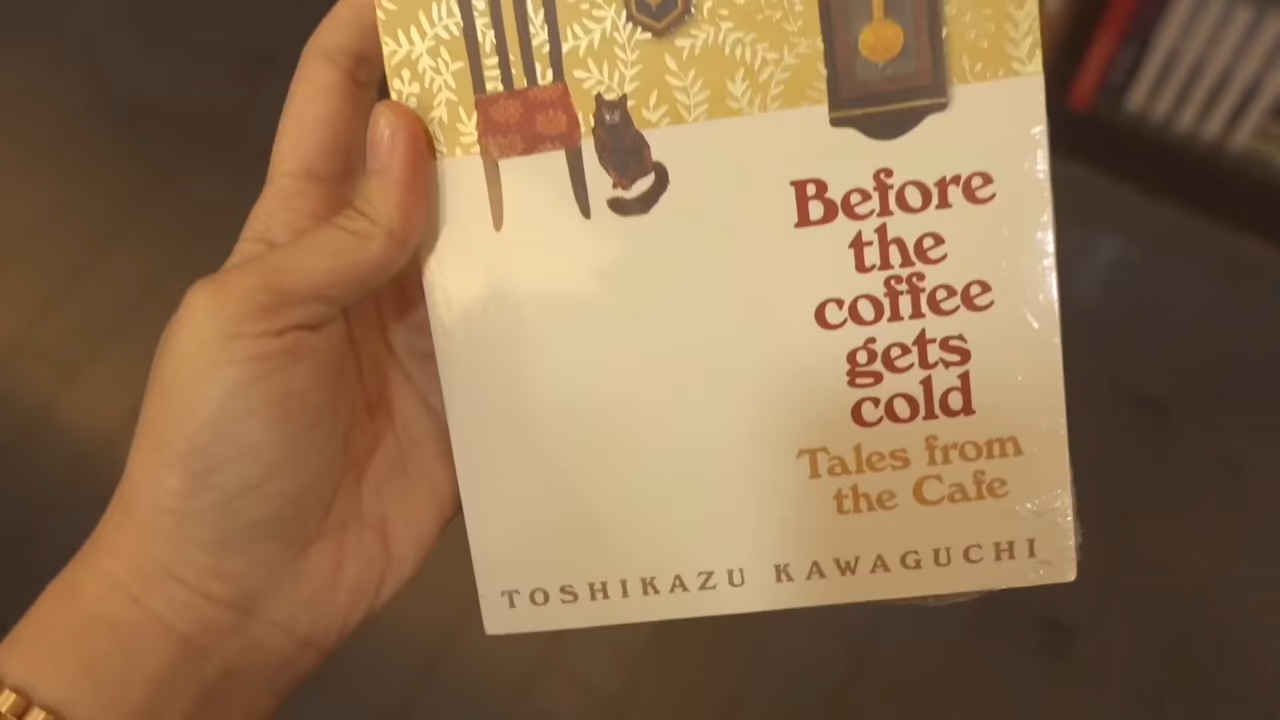 Before
the
coffee
gets
cold
Tales from
the Cafe
TOSHIKAZU KAWAGUCHI